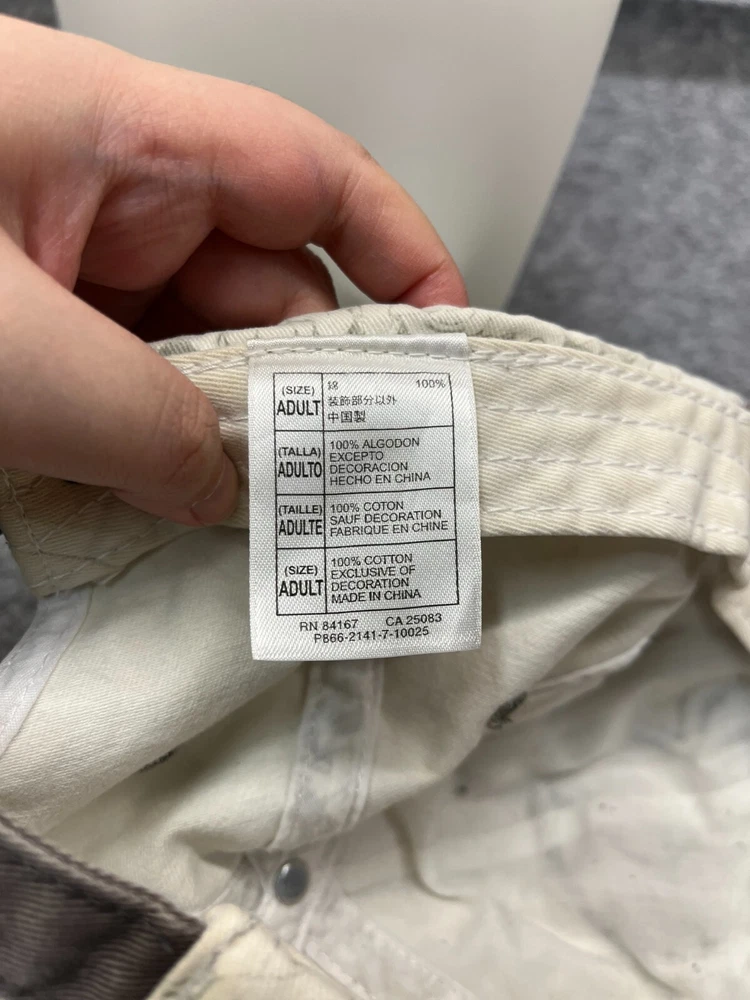 (SIZE)
ADULT
綿 100%
装飾部分以外
中国製
(TALLA)
ADULTO
100% ALGODON
EXCEPTO
DECORACION
HECHO EN CHINA
(TAILLE)
ADULTE
100% COTON
SAUF DECORATION
FABRIQUE EN CHINE
(SIZE)
ADULT
100% COTTON
EXCLUSIVE OF
DECORATION
MADE IN CHINA
RN 84167 CA 25083
PB66-2141-7-10025